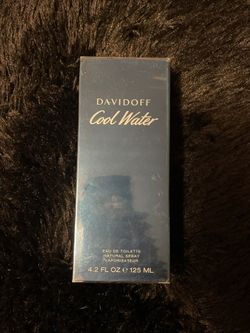 DAVIDOFF
Cool Water
EAU DE TOILETTE
NATURAL SPRAY
VAPORISATEUR
4.2 FL OZ ℮ 125 ML